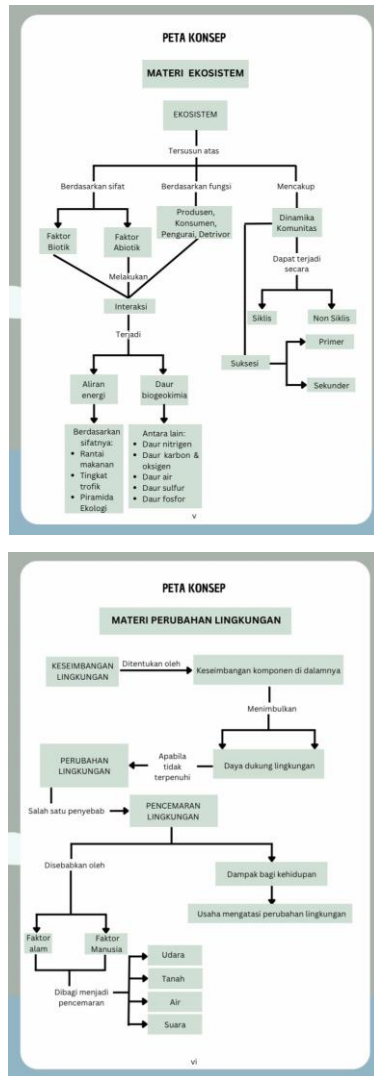 PETA KONSEP
MATERI EKOSISTEM
EKOSISTEM
Tersusun atas
Berdasarkan sifat
Berdasarkan fungsi
Mencakup
Faktor
Biotik
Faktor
Abiotik
Produsen,
Konsumen,
Pengurai, Detrivor
Dinamika
Komunitas
Melakukan
Dapat terjadi
secara
Interaksi
Siklis
Non Siklis
Terjadi
Primer
Suksesi
Sekunder
Aliran
energi
Daur
biogeokimia
Berdasarkan
sifatnya:
• Rantai
makanan
• Tingkat
trofik
• Piramida
Ekologi
Antara lain:
• Daur nitrigen
• Daur karbon &
oksigen
• Daur air
• Daur sulfur
• Daur fosfor
v
PETA KONSEP
MATERI PERUBAHAN LINGKUNGAN
KESEIMBANGAN
LINGKUNGAN
Ditentukan oleh
Keseimbangan komponen di dalamnya
Menimbulkan
PERUBAHAN
LINGKUNGAN
Apabila
tidak
terpenuhi
Daya dukung lingkungan
Salah satu penyebab
PENCEMARAN
LINGKUNGAN
Disebabkan oleh
Dampak bagi kehidupan
Usaha mengatasi perubahan lingkungan
Faktor
alam
Faktor
Manusia
Dibagi menjadi
pencemaran
Udara
Tanah
Air
Suara
vi